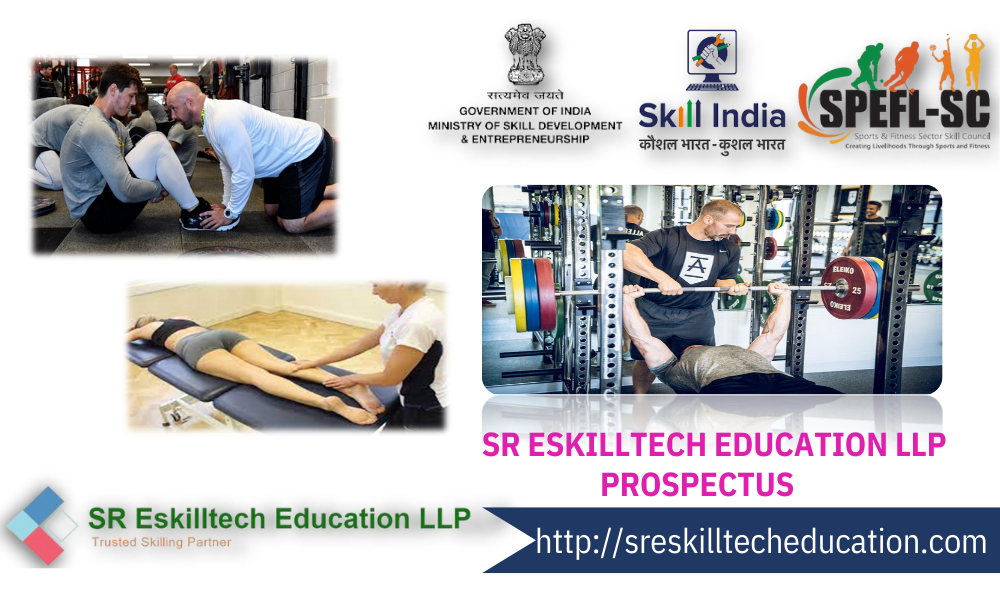 सत्यमेव जयते
GOVERNMENT OF INDIA
MINISTRY OF SKILL DEVELOPMENT
& ENTREPRENEURSHIP
Skill India
कौशल भारत - कुशल भारत
SPEFL-SC
Sports & Fitness Sector Skill Council
Creating Livelihoods Through Sports and Fitness
ELEIKO
25
SR ESKILLTECH EDUCATION LLP
PROSPECTUS
SR Eskilltech Education LLP
Trusted Skilling Partner
http://sreskilltecheducation.com